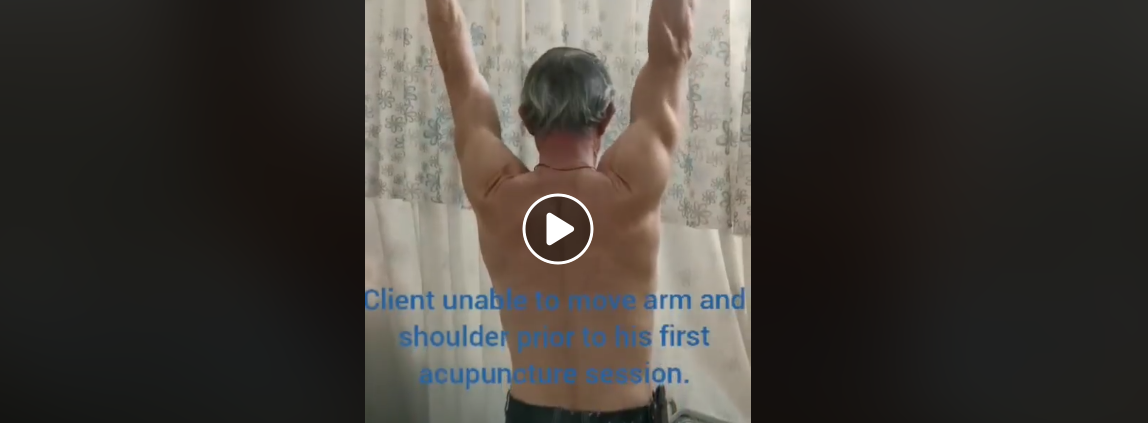 Client unable to move arm and
shoulder prior to his first
acupuncture session.